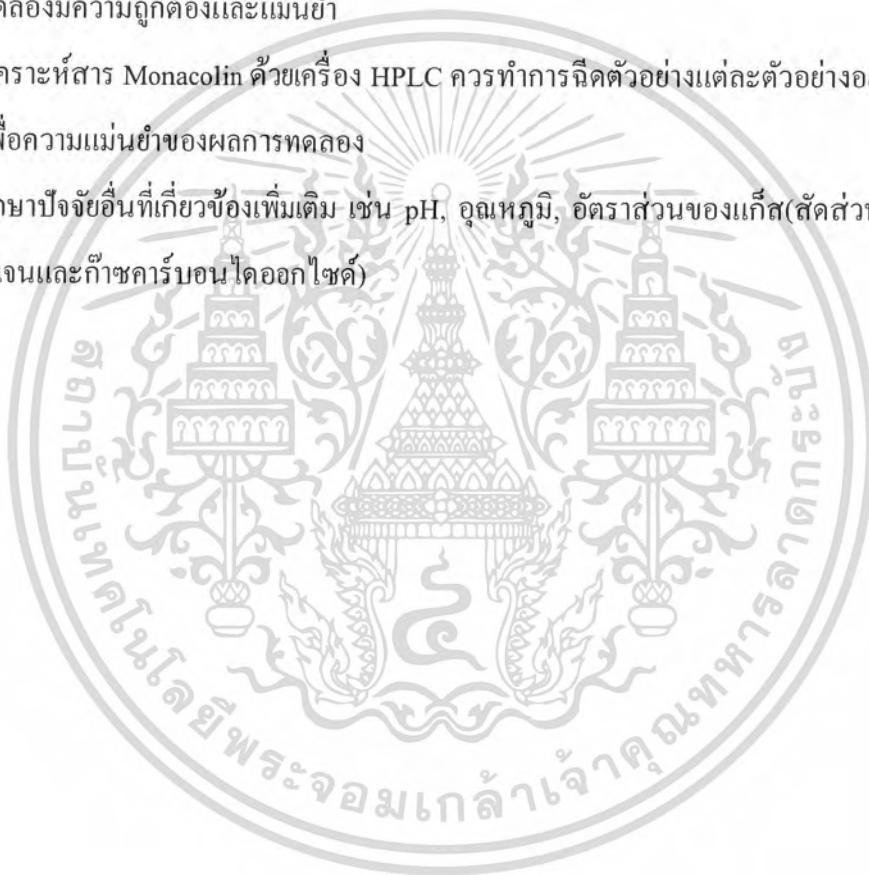 ดลองมีความถูกต้องและแม่นยำ
คราะห์สาร Monacolin ด้วยเครื่อง HPLC ควรทำการฉีดตัวอย่างแต่ละตัวอย่าง
พื่อความแม่นยำของผลการทดลอง
กษาปัจจัยอื่นที่เกี่ยวข้องเพิ่มเติม เช่น pH, อุณหภูมิ, อัตราส่วนของแก็ส(สัดส่ว
เจนและก๊าซคาร์บอนไดออกไซด์)
สถาบันเทคโนโลยีพระจอมเกล้าเจ้าคุณทหารลาดกระบัง